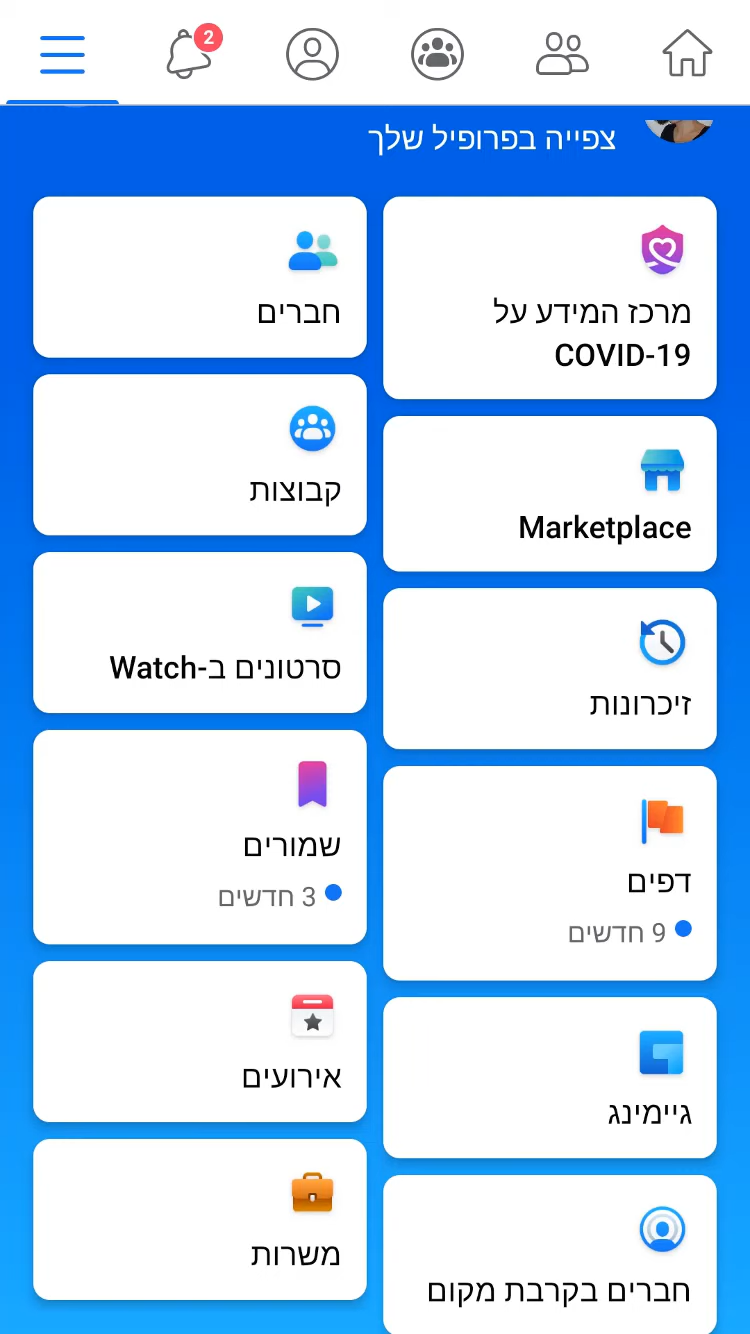 2
צפייה בפרופיל שלך
מרכז המידע על
COVID-19
חברים
Marketplace
קבוצות
זיכרונות
סרטונים ב-Watch
דפים
9 חדשים
שמורים
3 חדשים
גיימינג
אירועים
חברים בקרבת מקום
משרות